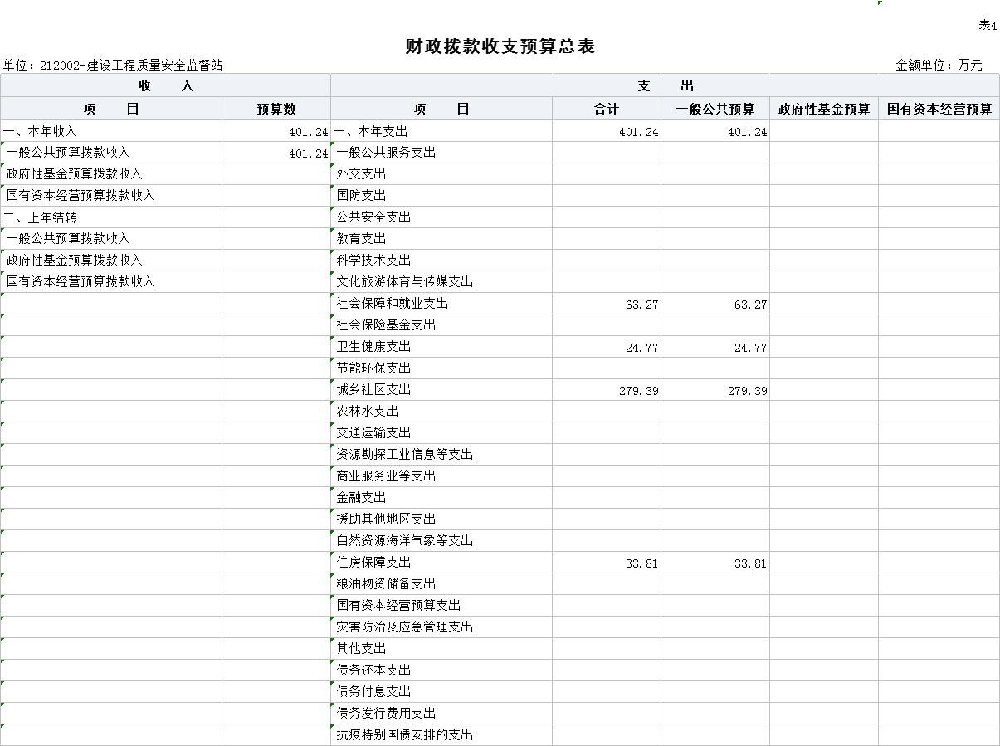 表4
财政拨款收支预算总表
单位：212002-建设工程质量安全监督站 金额单位：万元
收 入 支 出
项 目 预算数 项 目 合计 一般公共预算 政府性基金预算 国有资本经营预算
一、本年收入 401.24 一、本年支出 401.24 401.24
一般公共预算拨款收入 401.24 一般公共服务支出
政府性基金预算拨款收入 外交支出
国有资本经营预算拨款收入 国防支出
二、上年结转 公共安全支出
一般公共预算拨款收入 教育支出
政府性基金预算拨款收入 科学技术支出
国有资本经营预算拨款收入 文化旅游体育与传媒支出
社会保障和就业支出 63.27 63.27
社会保险基金支出
卫生健康支出 24.77 24.77
节能环保支出
城乡社区支出 279.39 279.39
农林水支出
交通运输支出
资源勘探工业信息等支出
商业服务业等支出
金融支出
援助其他地区支出
自然资源海洋气象等支出
住房保障支出 33.81 33.81
粮油物资储备支出
国有资本经营预算支出
灾害防治及应急管理支出
其他支出
债务还本支出
债务付息支出
债务发行费用支出
抗疫特别国债安排的支出